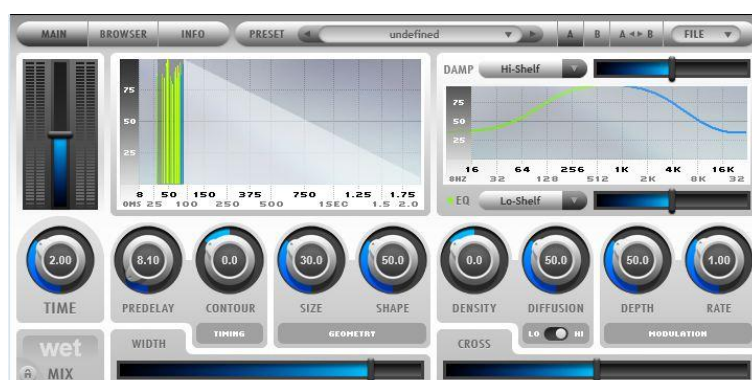 MAIN BROWSER INFO PRESET undefined A B A◄►B FILE
DAMP Hi-Shelf
75
50
25
8 50 150 375 750 1.25 1.75
0MS 25 100 250 500 1SEC 1.5 2.0
75
50
25
16 64 256 1K 4K 16K
8HZ 32 128 512 2K 8K 32
EQ Lo-Shelf
2.00 8.10 0.0 30.0 50.0 0.0 50.0 50.0 1.00
TIME PREDELAY CONTOUR SIZE SHAPE DENSITY DIFFUSION DEPTH RATE
TIMING GEOMETRY LO HI MODULATION
WIDTH CROSS
wet
MIX